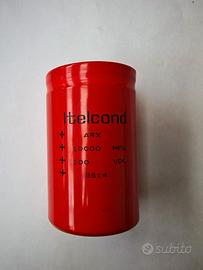 Itelcond
+ ARX
+ 10000 MFD
+ 100 VDC
+ 8814
subito